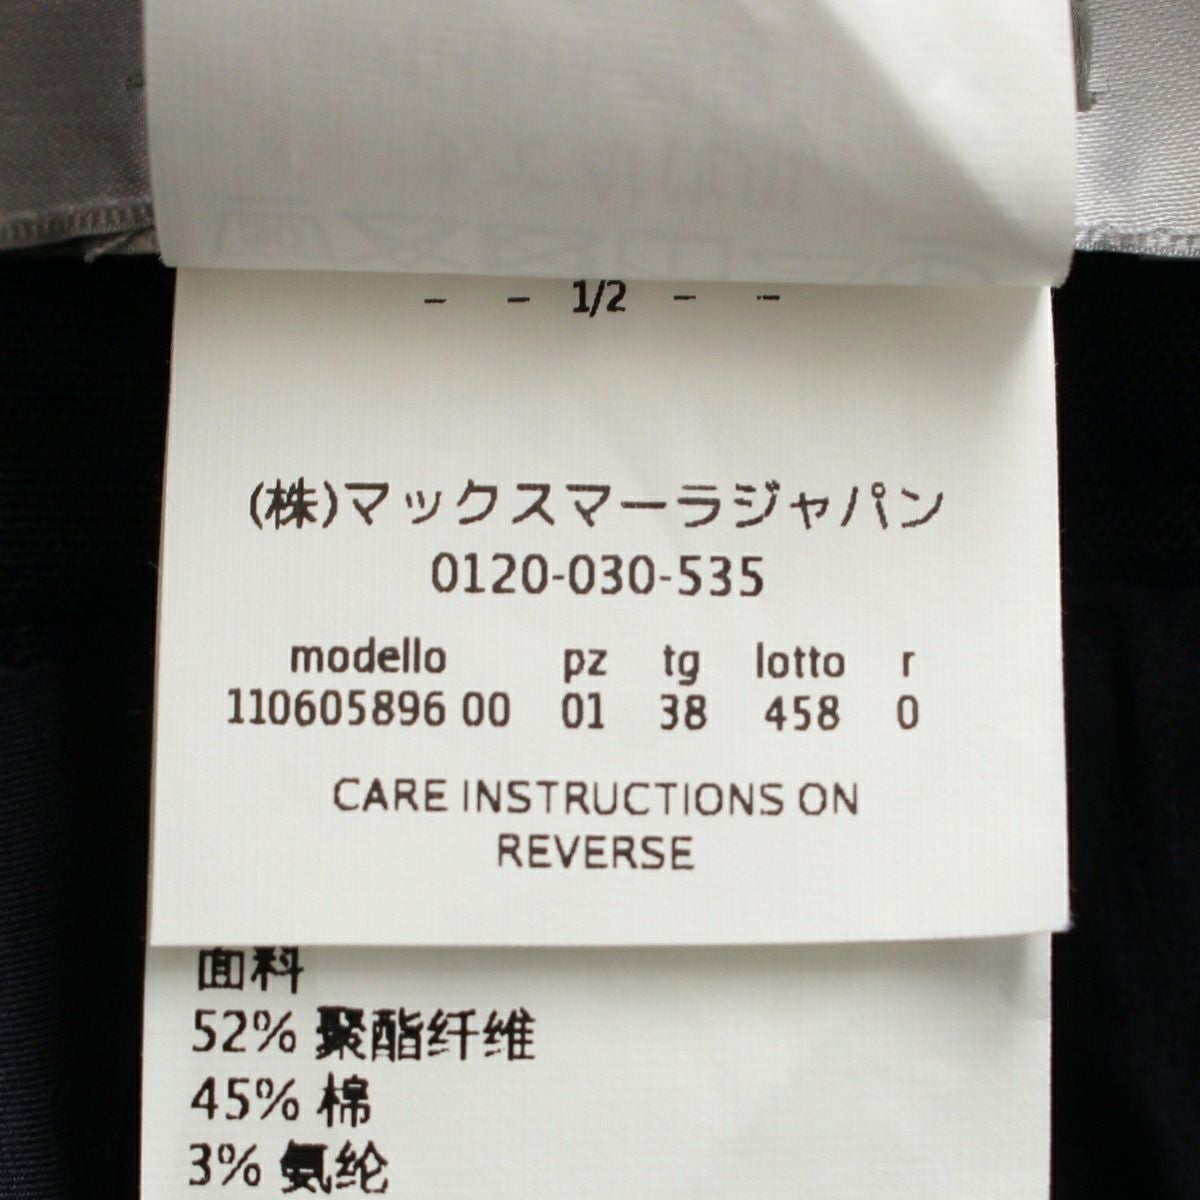 - - 1/2 - -
(株)マックスマーラジャパン
0120-030-535
modello pz tg lotto r
110605896 00 01 38 458 0
CARE INSTRUCTIONS ON
REVERSE
面料
52% 聚酯纤维
45% 棉
3% 氨纶